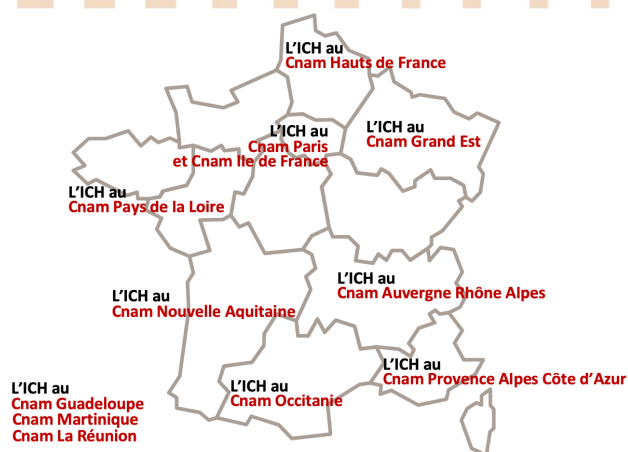 L’ICH au
Cnam Hauts de France
L’ICH au
Cnam Paris
et Cnam Ile de France
L’ICH au
Cnam Grand Est
L’ICH au
Cnam Pays de la Loire
L’ICH au
Cnam Nouvelle Aquitaine
L’ICH au
Cnam Auvergne Rhône Alpes
L’ICH au
Cnam Provence Alpes Côte d’Azur
L’ICH au
Cnam Occitanie
L’ICH au
Cnam Guadeloupe
Cnam Martinique
Cnam La Réunion